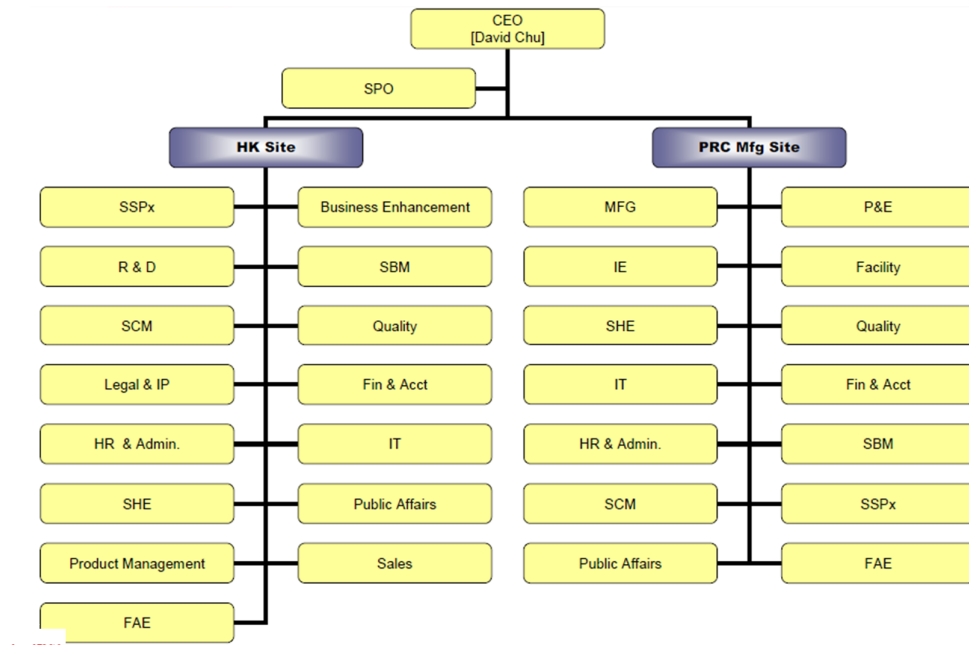 CEO
[David Chu]
SPO
HK Site
PRC Mfg Site
SSPx
Business Enhancement
MFG
P&E
R & D
SBM
IE
Facility
SCM
Quality
SHE
Quality
Legal & IP
Fin & Acct
IT
Fin & Acct
HR & Admin.
IT
HR & Admin.
SBM
SHE
Public Affairs
SCM
SSPx
Product Management
Sales
Public Affairs
FAE
FAE